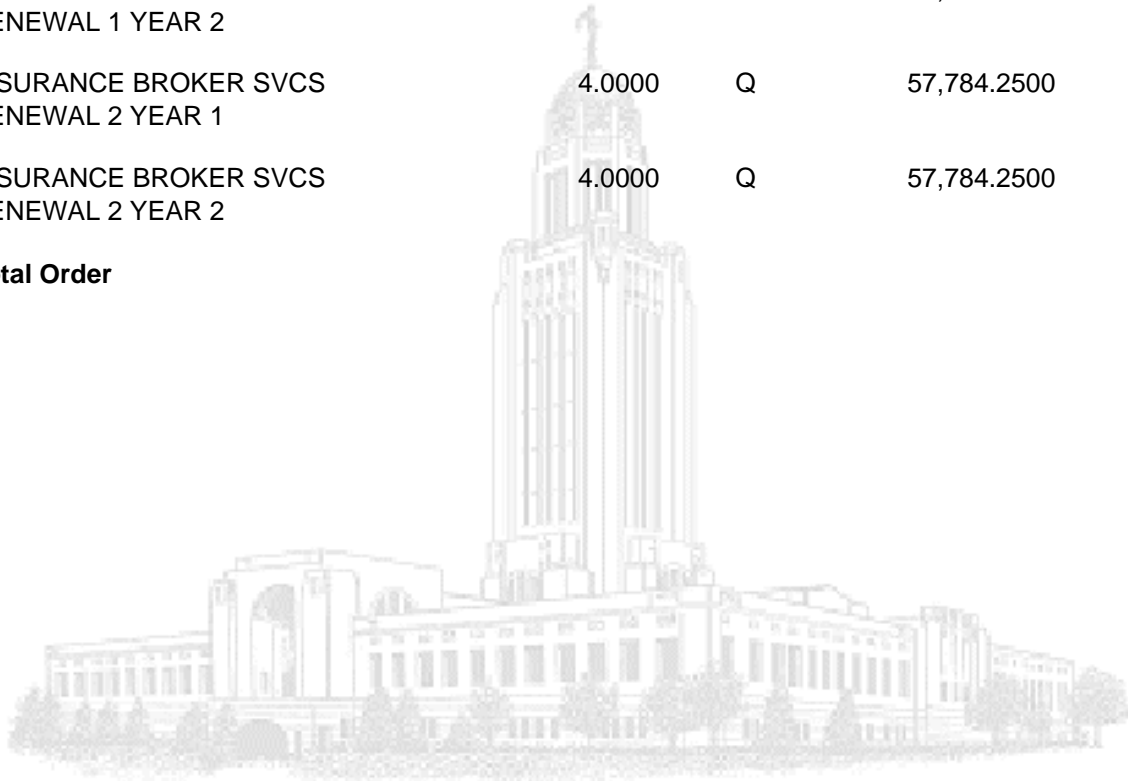 ENEWAL 1 YEAR 2
SURANCE BROKER SVCS 4.0000 Q 57,784.2500
ENEWAL 2 YEAR 1
SURANCE BROKER SVCS 4.0000 Q 57,784.2500
ENEWAL 2 YEAR 2
tal Order